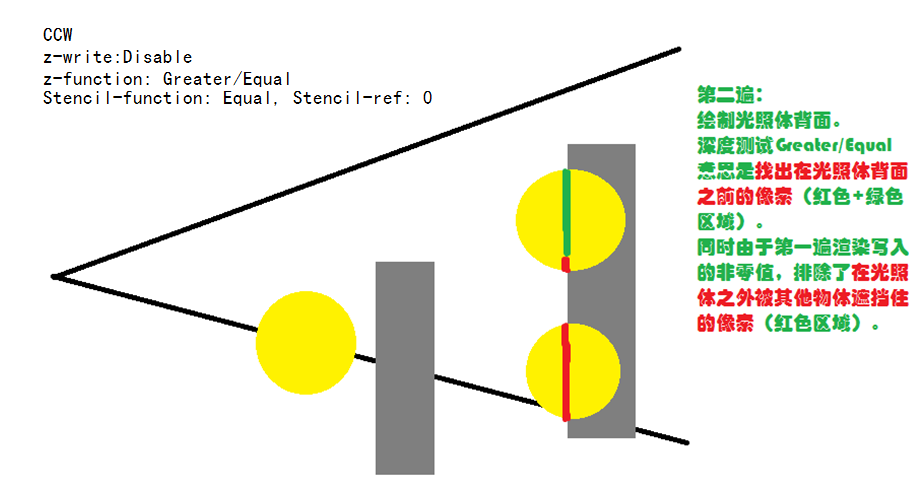 CCW
z-write:Disable
z-function: Greater/Equal
Stencil-function: Equal, Stencil-ref: 0
第二遍：
绘制光照体背面。
深度测试Greater/Equal
意思是找出在光照体背面
之前的像素（红色+绿色
区域）。
同时由于第一遍渲染写入
的非零值，排除了在光照
体之外被其他物体遮挡住
的像素（红色区域）。